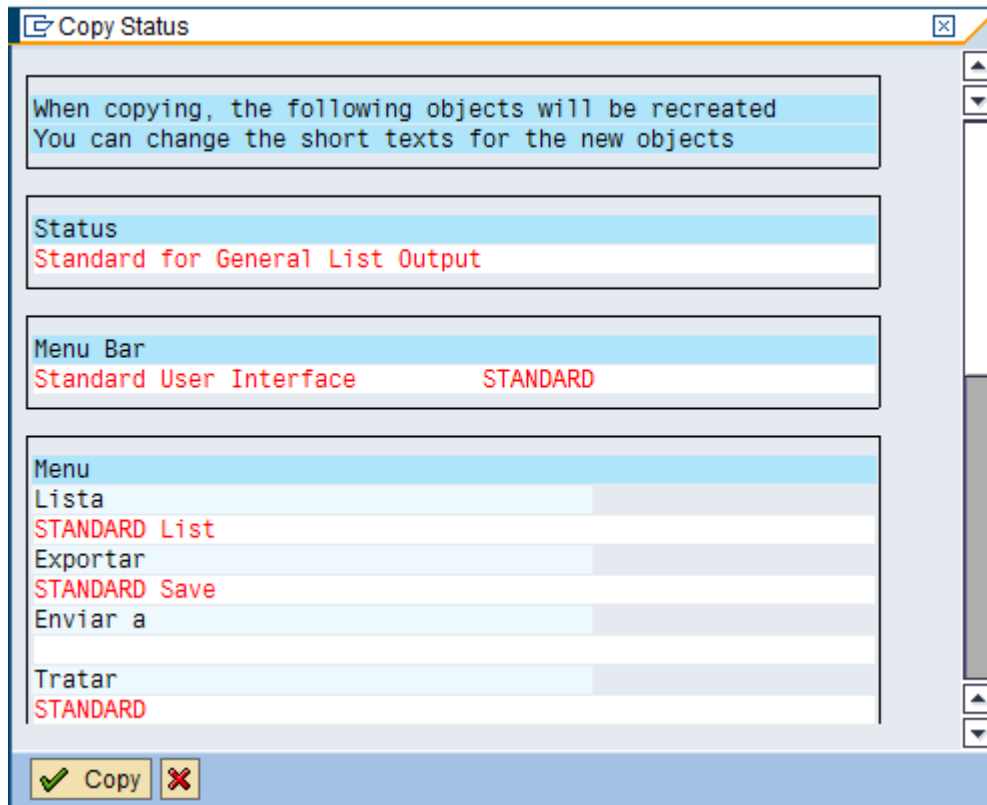 Copy Status
When copying, the following objects will be recreated
You can change the short texts for the new objects
Status
Standard for General List Output
Menu Bar
Standard User Interface STANDARD
Menu
Lista
STANDARD List
Exportar
STANDARD Save
Enviar a
Tratar
STANDARD
Copy